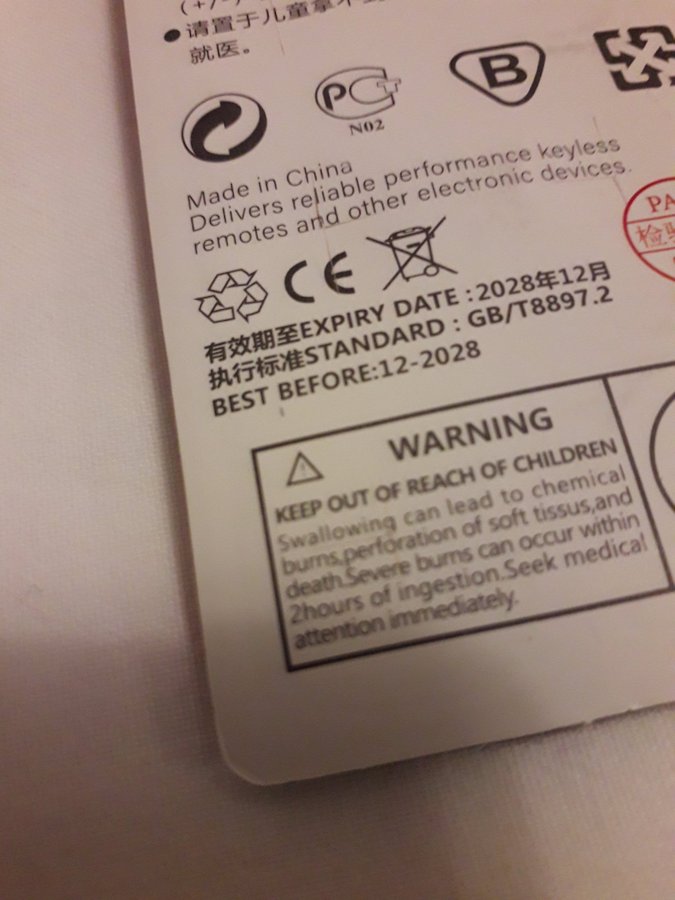 (+/-)
●请置于儿童拿不
就医。
PC
N02
B
Made in China
Delivers reliable performance keyless
remotes and other electronic devices.
PA
检验
CE
有效期至EXPIRY DATE:2028年12月
执行标准STANDARD : GB/T8897.2
BEST BEFORE:12-2028
WARNING
KEEP OUT OF REACH OF CHILDREN
Swallowing can lead to chemical
burns,perforation of soft tissus,and
death.Severe burns can occur within
2hours of ingestion.Seek medical
attention immediately.